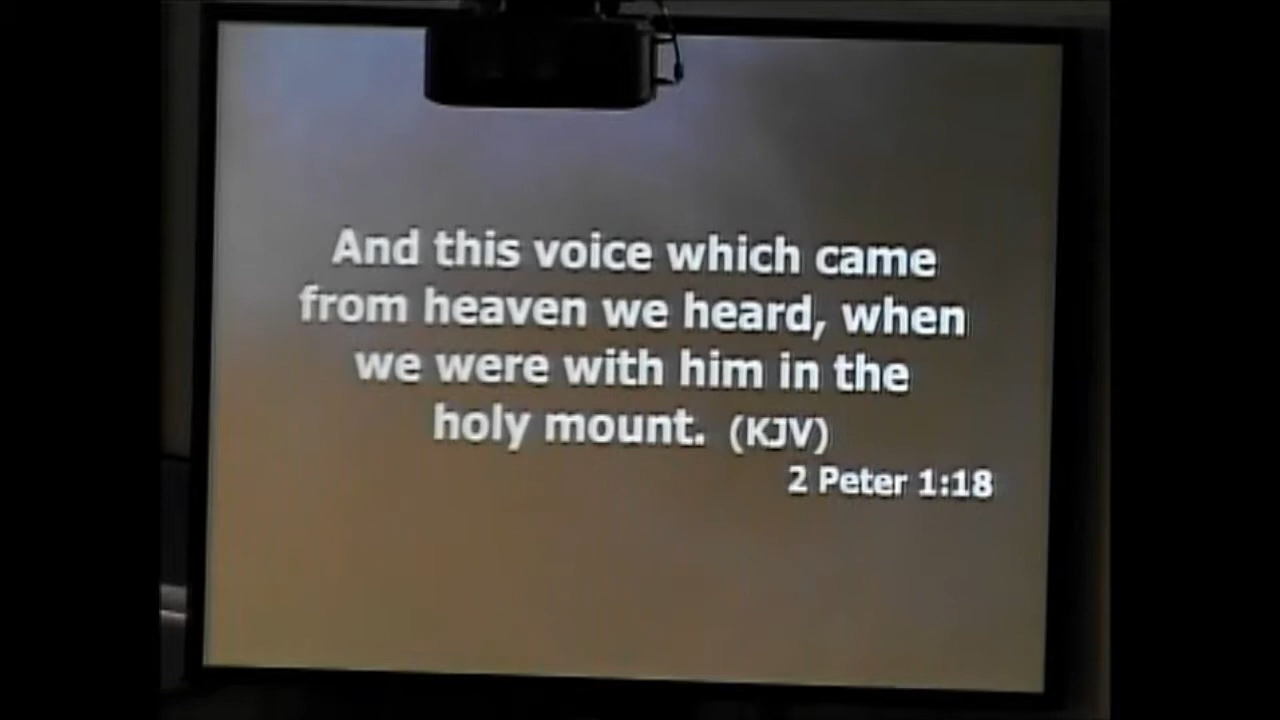 And this voice which came
from heaven we heard, when
we were with him in the
holy mount. (KJV)
2 Peter 1:18